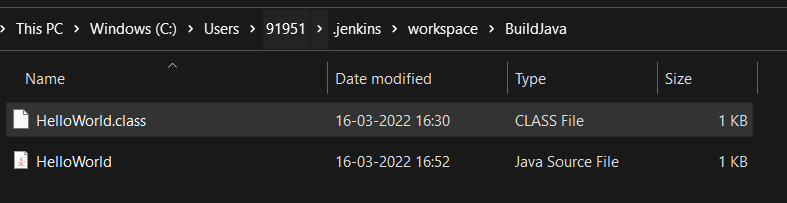 This PC > Windows (C:) > Users > 91951 > .jenkins > workspace > BuildJava
Name Date modified Type Size
HelloWorld.class 16-03-2022 16:30 CLASS File 1 KB
HelloWorld 16-03-2022 16:52 Java Source File 1 KB